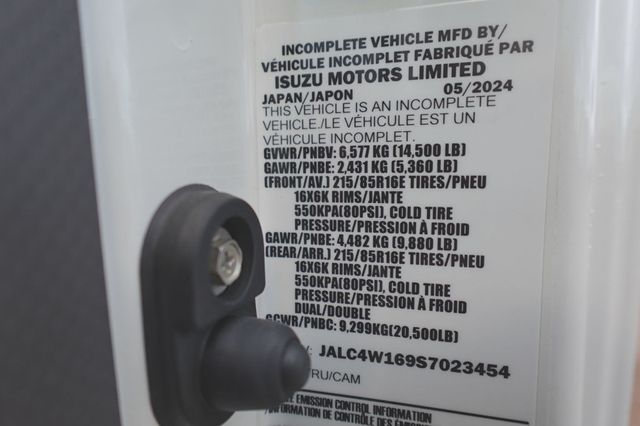 INCOMPLETE VEHICLE MFD BY/
VÉHICULE INCOMPLET FABRIQUÉ PAR
ISUZU MOTORS LIMITED
JAPAN/JAPON 05/2024
THIS VEHICLE IS AN INCOMPLETE
VEHICLE./LE VÉHICULE EST UN
VÉHICULE INCOMPLET.
GVWR/PNBV: 6,577 KG (14,500 LB)
GAWR/PNBE: 2,431 KG (5,360 LB)
(FRONT/AV.) 215/85R16E TIRES/PNEU
16X6K RIMS/JANTE
550KPA(80PSI), COLD TIRE
PRESSURE/PRESSION À FROID
GAWR/PNBE: 4,482 KG (9,880 LB)
(REAR/ARR.) 215/85R16E TIRES/PNEU
16X6K RIMS/JANTE
550KPA(80PSI), COLD TIRE
PRESSURE/PRESSION À FROID
DUAL/DOUBLE
GCWR/PNBC: 9,299KG(20,500LB)
JALC4W169S7023454
RU/CAM
EMISSION CONTROL INFORMATION
/INFORMATION DE CONTRÔLE DES